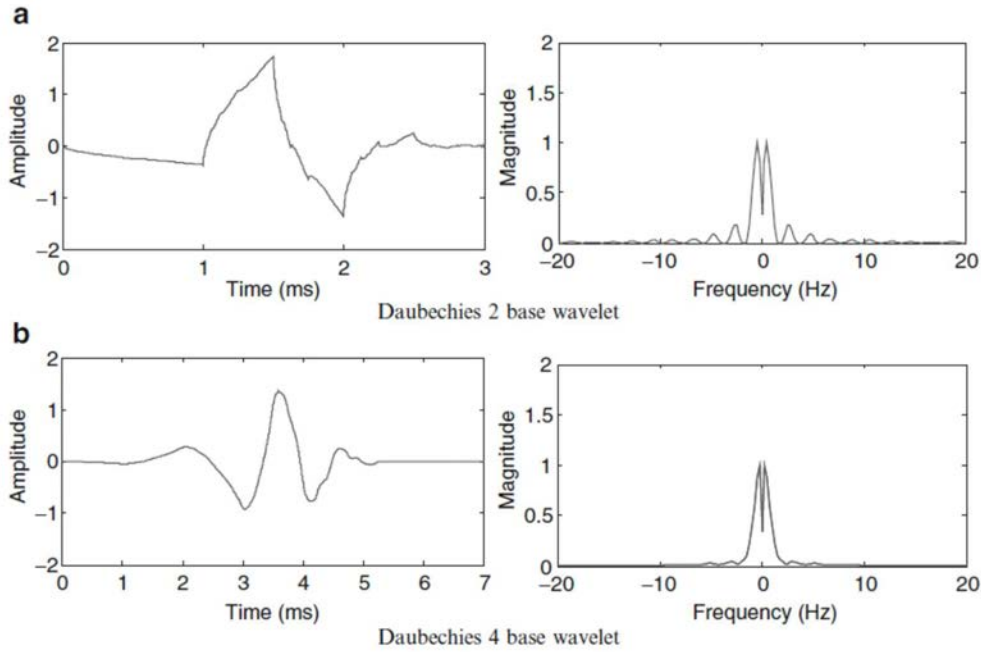 a
2
1
0
−1
−2
Amplitude
0 1 2 3
Time (ms)
2
1.5
1
0.5
0
Magnitude
−20 −10 0 10 20
Frequency (Hz)
Daubechies 2 base wavelet
b
2
1
0
−1
−2
Amplitude
0 1 2 3 4 5 6 7
Time (ms)
2
1.5
1
0.5
0
Magnitude
−20 −10 0 10 20
Frequency (Hz)
Daubechies 4 base wavelet